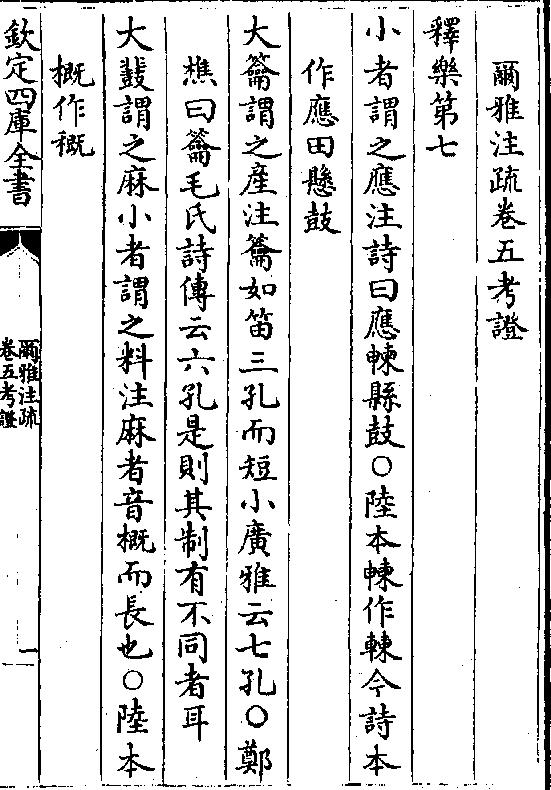 爾雅注疏卷五考證
釋樂第七
小者謂之應注詩曰應朄縣鼓○陸本朄作𣌾今詩本
作應田懸鼓
大籥謂之産注籥如笛三孔而短小廣雅云七孔○鄭
樵曰籥毛氏詩傳云六孔是則其制有不同者耳
大鼗謂之麻小者謂之料注麻者音概而長也○陸本
概作穊
欽定四庫全書
爾雅注疏
卷五考證
一